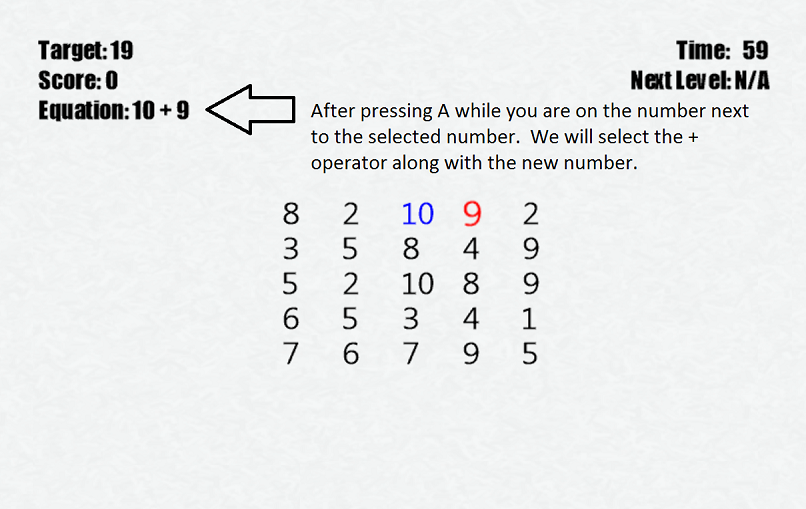 Target: 19
Time: 59
Score: 0
Next Level: N/A
Equation: 10 + 9
After pressing A while you are on the number next
to the selected number. We will select the +
operator along with the new number.
8 2 10 9 2
3 5 8 4 9
5 2 10 8 9
6 5 3 4 1
7 6 7 9 5